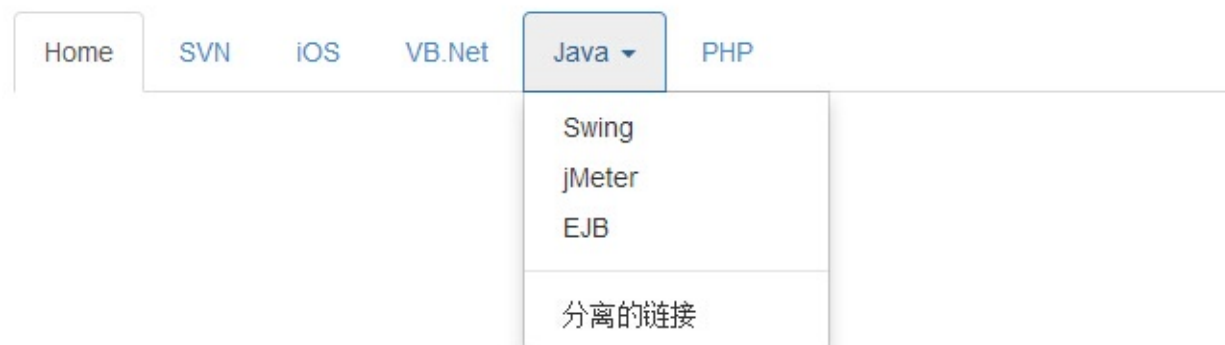 Home SVN iOS VB.Net Java PHP
Swing
jMeter
EJB
分离的链接